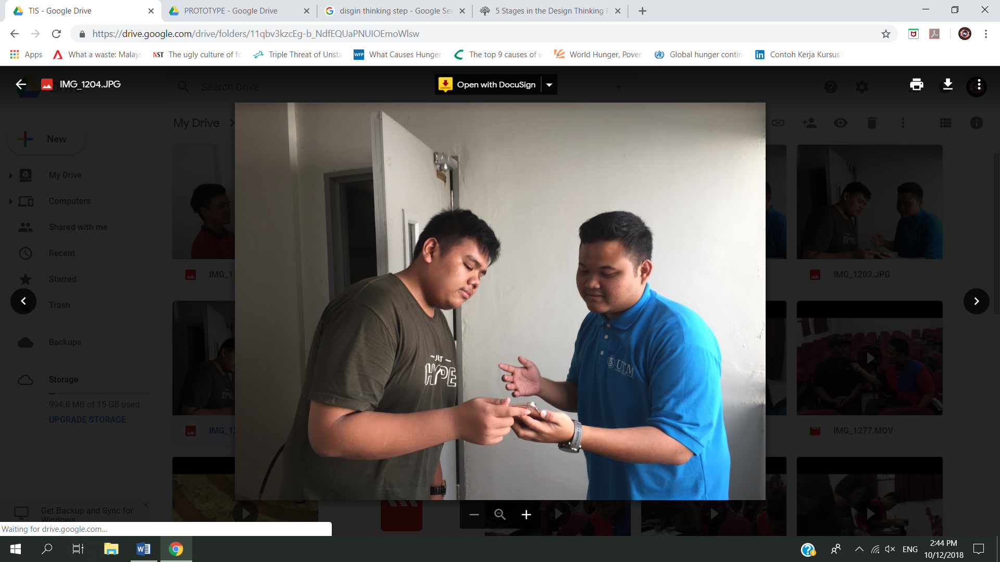 TIS - Google Drive
PROTOTYPE - Google Drive
disgin thinking step - Google Sea
5 Stages in the Design Thinking P
https://drive.google.com/drive/folders/11qbv3kzcEg-b_NdfEQUaPNUIOEmoWlsw
Apps
What a waste: Malays
NST
The ugly culture of fo
Triple Threat of Unsta
WFP
What Causes Hunger
The top 9 causes of w
World Hunger, Pover
Global hunger contin
Contoh Kerja Kursus
IMG_1204.JPG
Search Drive
Open with DocuSign
My Drive
New
My Drive
Computers
Shared with me
Recent
Starred
Trash
Backups
Storage
994.8 MB of 15 GB used
UPGRADE STORAGE
Get Backup and Sync for
Windows
IMG_1
IMG_1203.JPG
IMG_12
IMG_1277.MOV
HYPE
UTM
Waiting for drive.google.com...
ENG
2:44 PM
10/12/2018